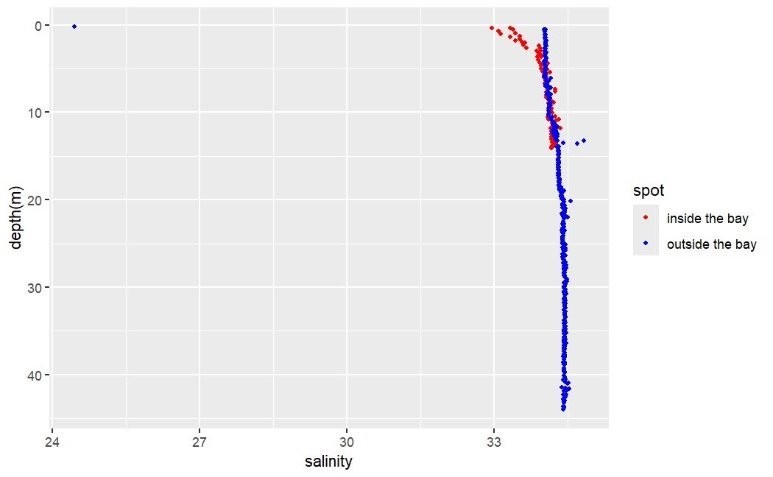 0
10
20
30
40
depth(m)
24
27
30
33
salinity
spot
inside the bay
outside the bay